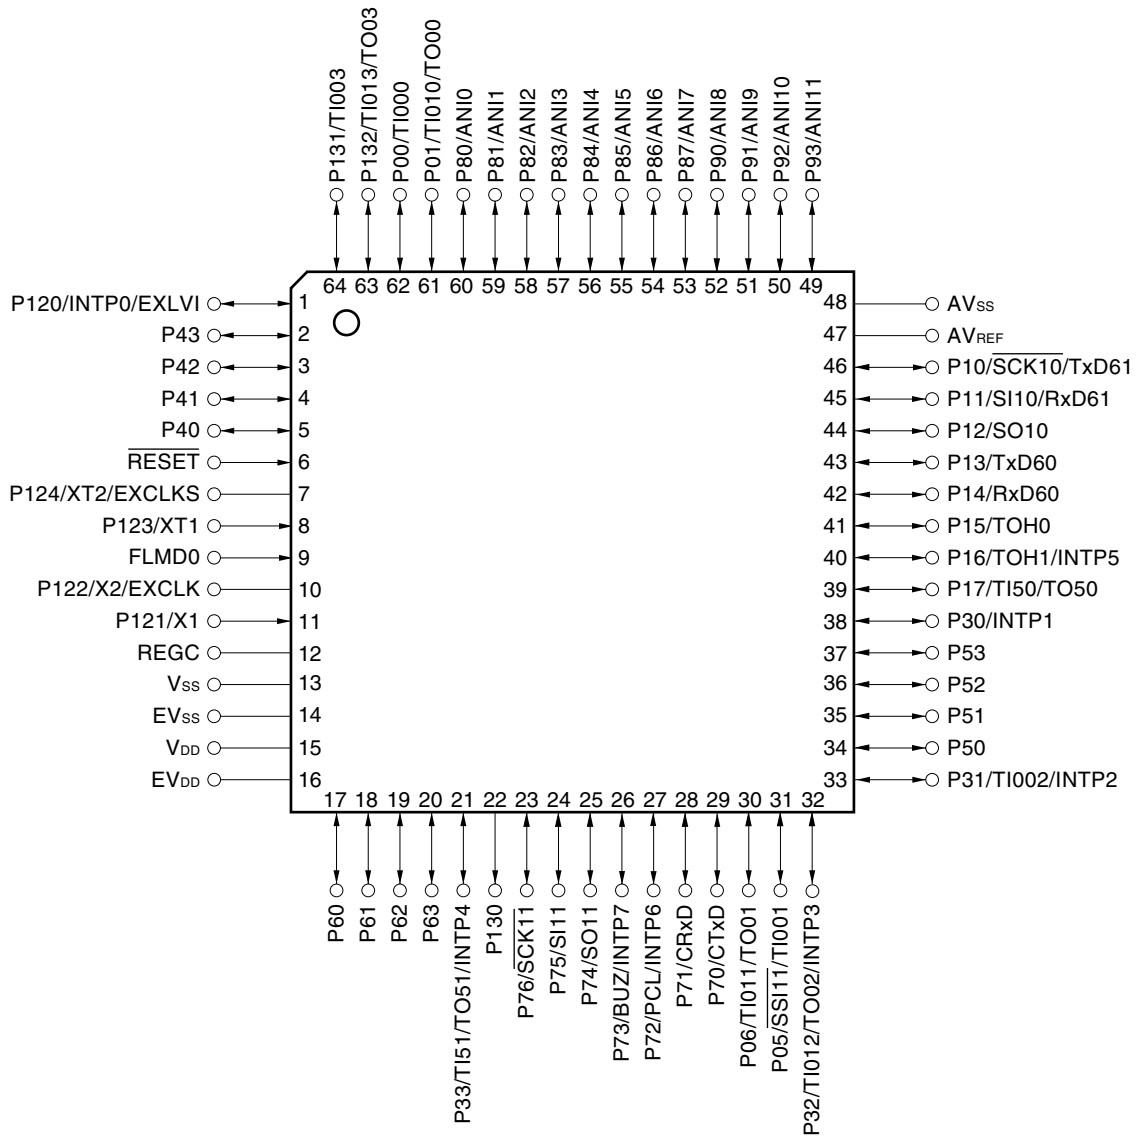 P131/TI003
P132/TI013/TO03
P00/TI000
P01/TI010/TO00
P80/ANI0
P81/ANI1
P82/ANI2
P83/ANI3
P84/ANI4
P85/ANI5
P86/ANI6
P87/ANI7
P90/ANI8
P91/ANI9
P92/ANI10
P93/ANI11
64 63 62 61 60 59 58 57 56 55 54 53 52 51 50 49
P120/INTP0/EXLVI 1
P43 2
P42 3
P41 4
P40 5
RESET 6
P124/XT2/EXCLKS 7
P123/XT1 8
FLMD0 9
P122/X2/EXCLK 10
P121/X1 11
REGC 12
VSS 13
EVSS 14
VDD 15
EVDD 16
48 AVSS
47 AVREF
46 P10/SCK10/TxD61
45 P11/SI10/RxD61
44 P12/SO10
43 P13/TxD60
42 P14/RxD60
41 P15/TOH0
40 P16/TOH1/INTP5
39 P17/TI50/TO50
38 P30/INTP1
37 P53
36 P52
35 P51
34 P50
33 P31/TI002/INTP2
17 18 19 20 21 22 23 24 25 26 27 28 29 30 31 32
P60
P61
P62
P63
P33/TI51/TO51/INTP4
P130
P76/SCK11
P75/SI11
P74/SO11
P73/BUZ/INTP7
P72/PCL/INTP6
P71/CRxD
P70/CTxD
P06/TI011/TO01
P05/SSI11/TI001
P32/TI012/TO02/INTP3